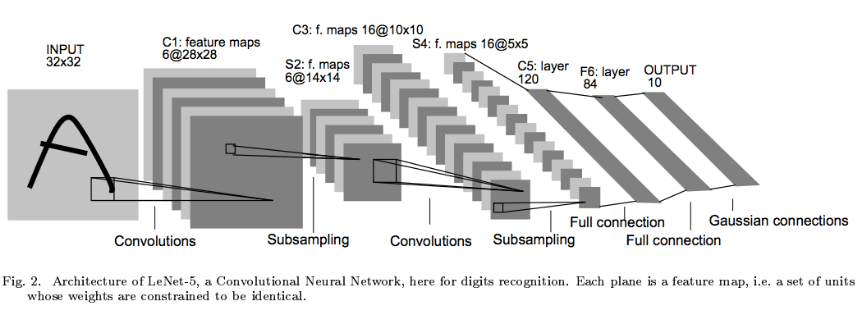 INPUT
32x32
C1: feature maps
6@28x28
S2: f. maps
6@14x14
C3: f. maps 16@10x10
S4: f. maps 16@5x5
C5: layer
120
F6: layer
84
OUTPUT
10
Convolutions
Subsampling
Convolutions
Subsampling
Full connection
Full connection
Gaussian connections
Fig. 2. Architecture of LeNet-5, a Convolutional Neural Network, here for digits recognition. Each plane is a feature map, i.e. a set of units
whose weights are constrained to be identical.